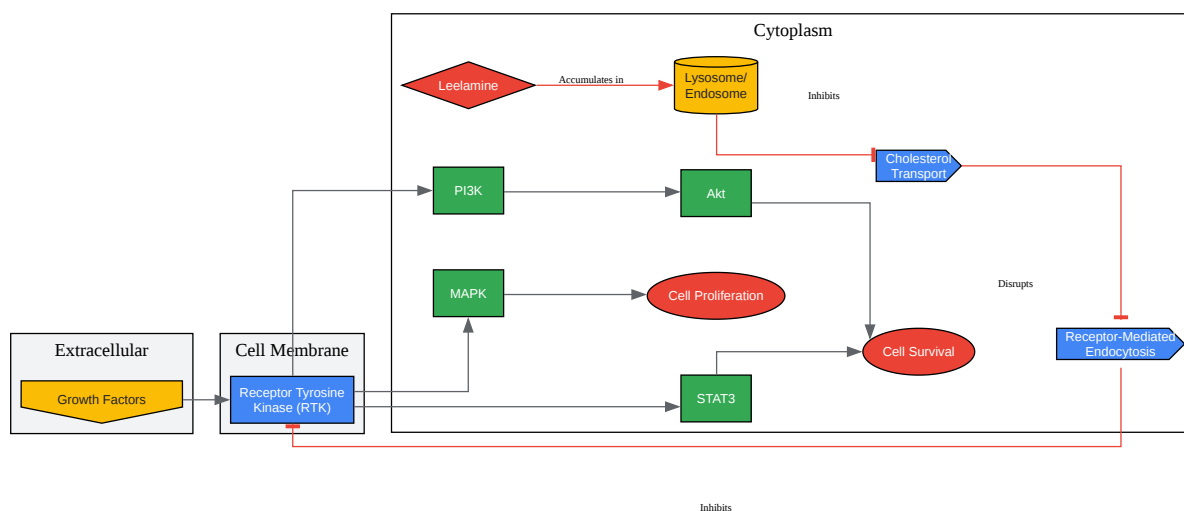 Cytoplasm
Leelamine
Accumulates in
Lysosome/
Endosome
Inhibits
Cholesterol
Transport
PI3K
Akt
Disrupts
MAPK
Cell Proliferation
Extracellular
Cell Membrane
Receptor-Mediated
Endocytosis
Cell Survival
Growth Factors
Receptor Tyrosine
Kinase (RTK)
STAT3
Inhibits